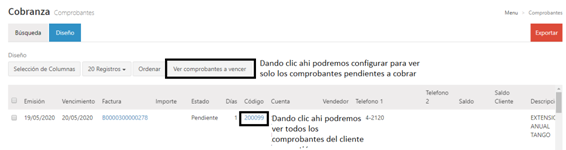 Cobranza Comprobantes
Menu Comprobantes
Búsqueda Diseño Exportar
Diseño
Selección de Columnas 20 Registros Ordenar Ver comprobantes a vencer
Dando clic ahi podremos configurar para ver
solo los comprobantes pendientes a cobrar
Emisión Vencimiento Factura Importe Estado Días Código Cuenta Vendedor Telefono 1 Telefono 2 Saldo Saldo Cliente Descripci
19/05/2020 20/05/2020 B0000300000278 Pendiente 1 200099 4-2120 EXTENSIO
ANUAL
TANGO
Dando clic ahi podremos
ver todos los
comprobantes del cliente